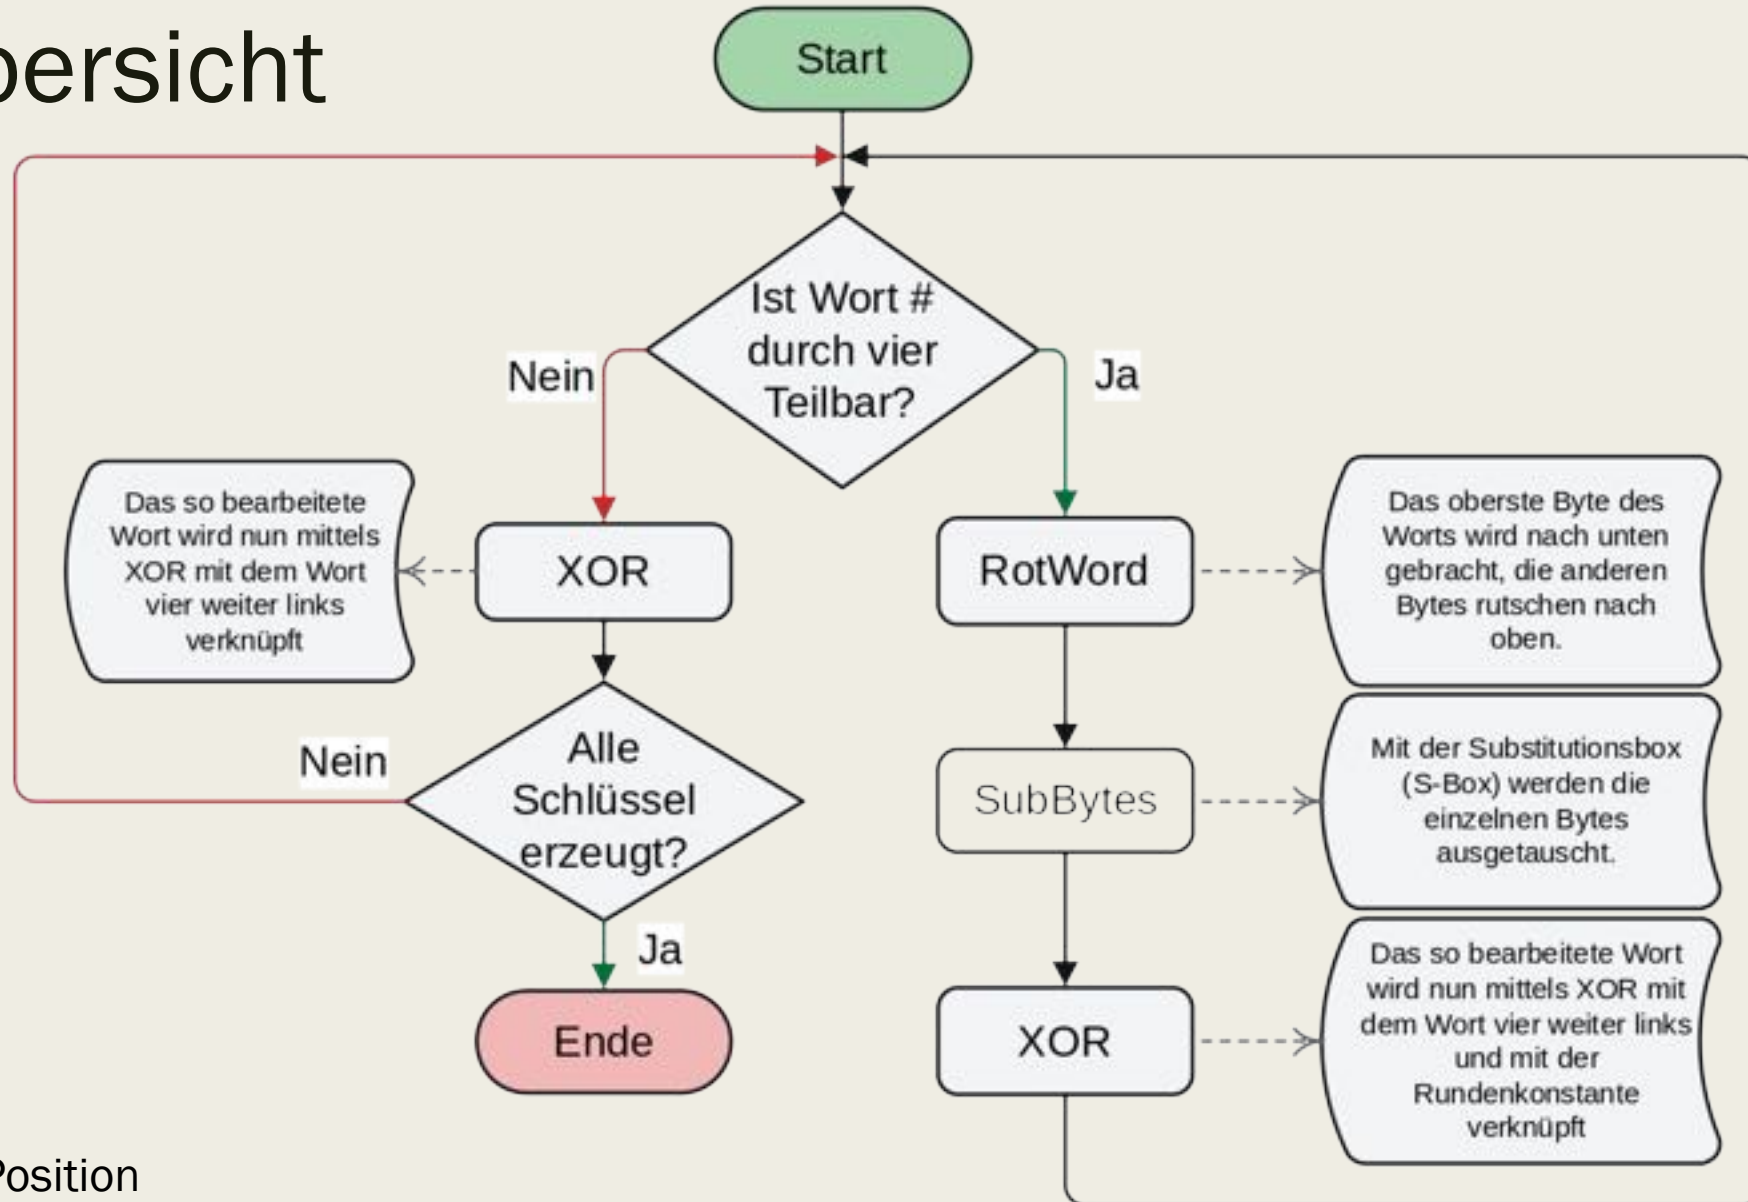 bersicht
Start
Ist Wort #
durch vier
Teilbar?
Nein
Ja
Das so bearbeitete
Wort wird nun mittels
XOR mit dem Wort
vier weiter links
verknüpft
XOR
RotWord
Das oberste Byte des
Worts wird nach unten
gebracht, die anderen
Bytes rutschen nach
oben.
Nein
Alle
Schlüssel
erzeugt?
SubBytes
Mit der Substitutionsbox
(S-Box) werden die
einzelnen Bytes
ausgetauscht.
Ja
Ende
XOR
Das so bearbeitete Wort
wird nun mittels XOR mit
dem Wort vier weiter links
und mit der
Rundenkonstante
verknüpft
Position